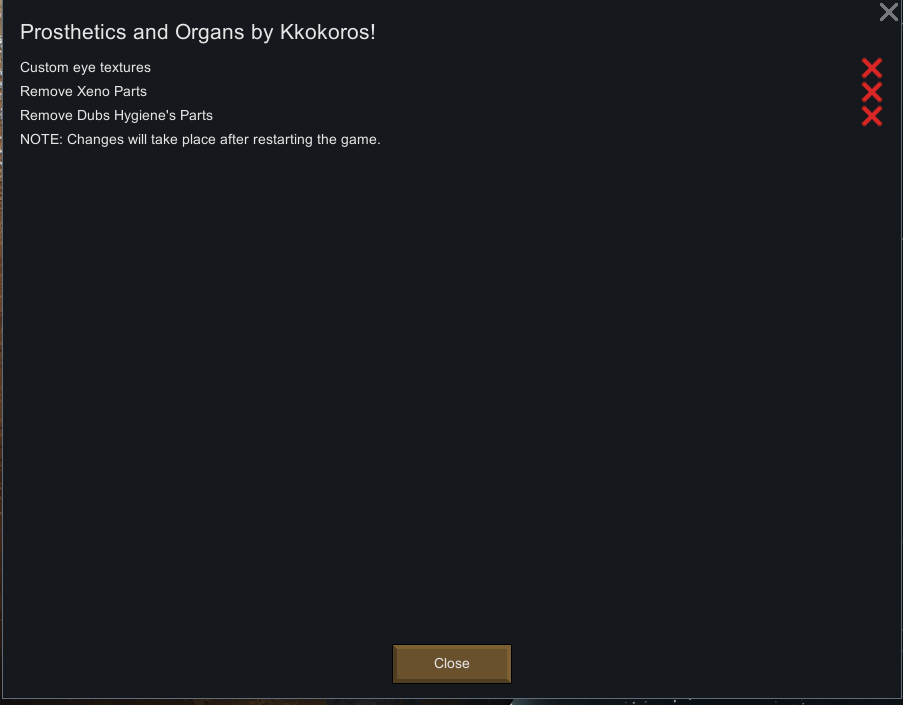 Prosthetics and Organs by Kkokoros!
Custom eye textures
Remove Xeno Parts
Remove Dubs Hygiene's Parts
NOTE: Changes will take place after restarting the game.
Close